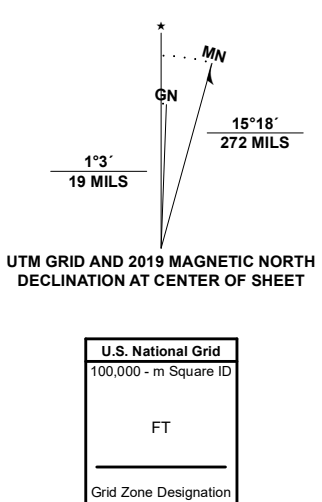 MN
GN
15°18´
272 MILS
1°3´
19 MILS
UTM GRID AND 2019 MAGNETIC NORTH
DECLINATION AT CENTER OF SHEET
U.S. National Grid
100,000 - m Square ID
FT
Grid Zone Designation